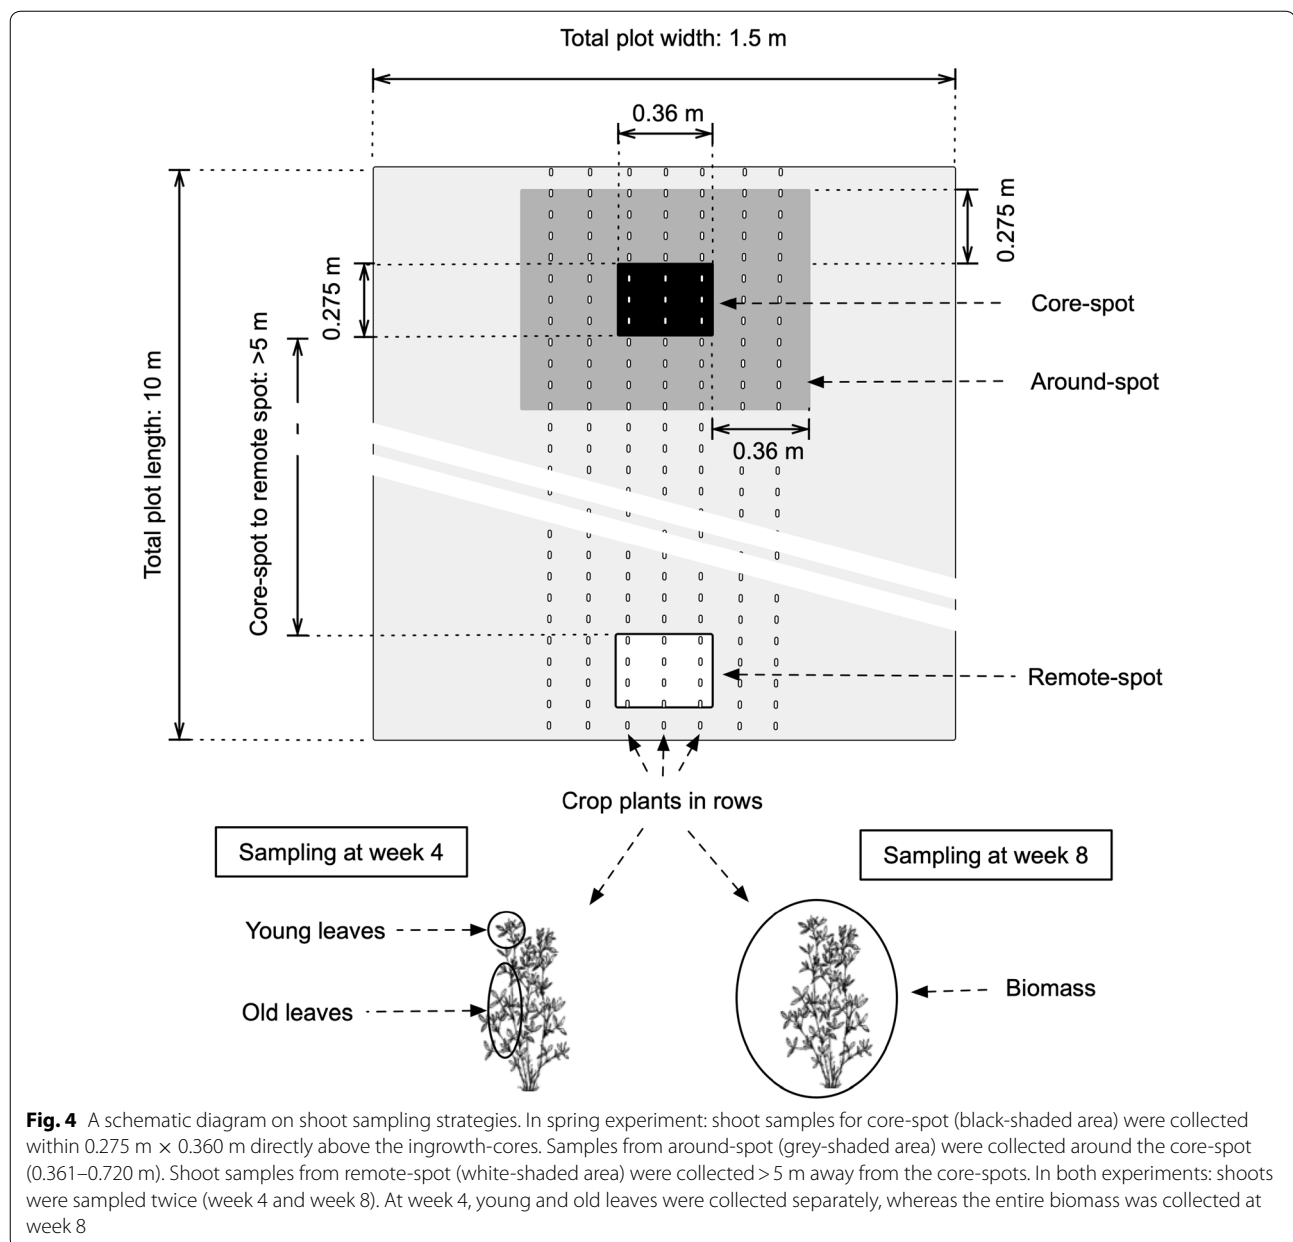 Total plot width: 1.5 m
0.36 m
0.275 m
0.275 m
Core-spot
Total plot length: 10 m
Core-spot to remote spot: >5 m
Around-spot
0.36 m
Remote-spot
Crop plants in rows
Sampling at week 4
Sampling at week 8
Young leaves
Old leaves
Biomass
Fig. 4 A schematic diagram on shoot sampling strategies. In spring experiment: shoot samples for core-spot (black-shaded area) were collected
within 0.275 m × 0.360 m directly above the ingrowth-cores. Samples from around-spot (grey-shaded area) were collected around the core-spot
(0.361–0.720 m). Shoot samples from remote-spot (white-shaded area) were collected > 5 m away from the core-spots. In both experiments: shoots
were sampled twice (week 4 and week 8). At week 4, young and old leaves were collected separately, whereas the entire biomass was collected at
week 8